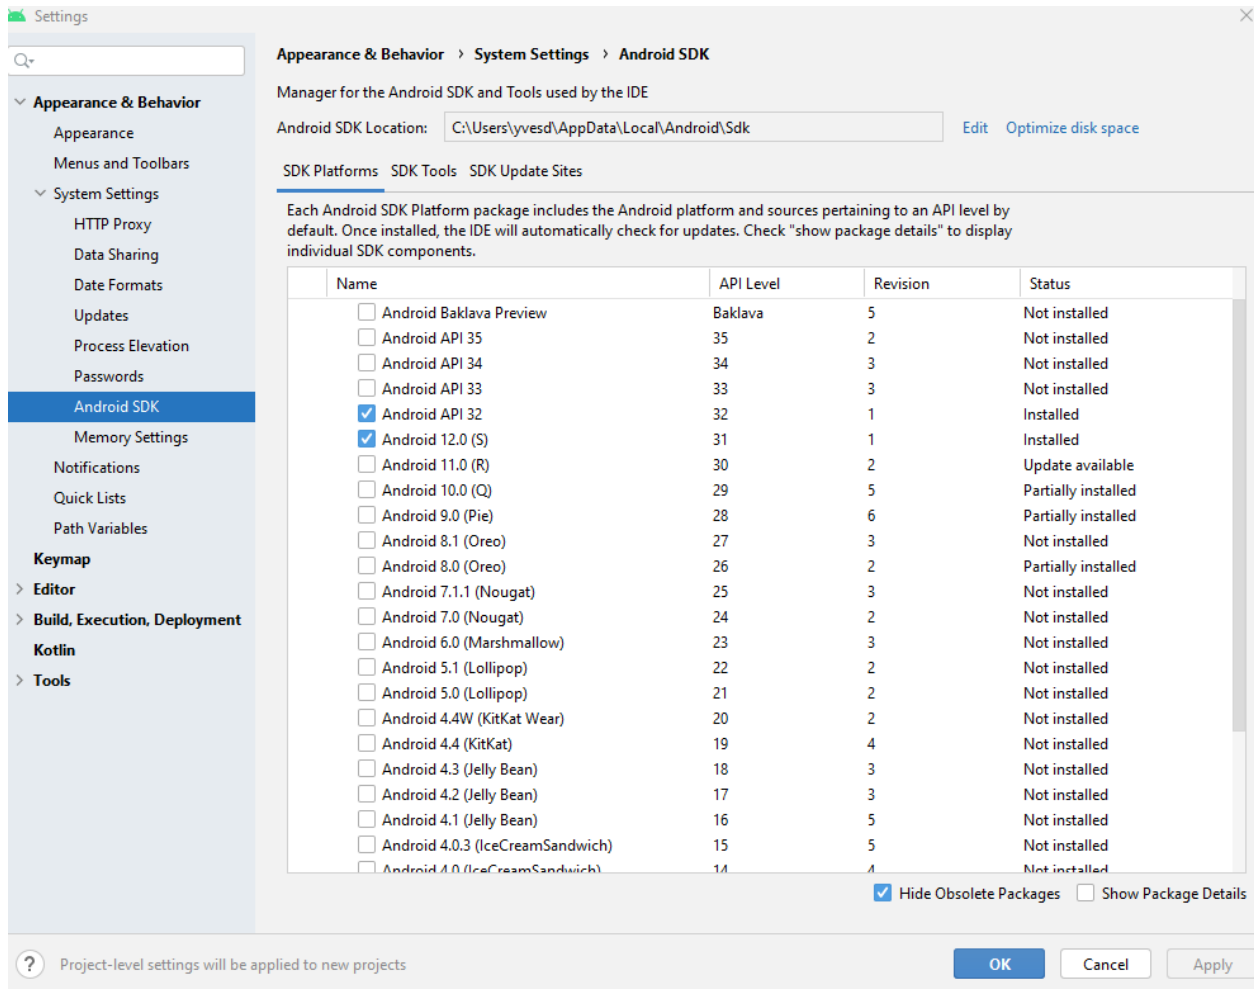 Settings
Appearance & Behavior
Appearance
Menus and Toolbars
System Settings
HTTP Proxy
Data Sharing
Date Formats
Updates
Process Elevation
Passwords
Android SDK
Memory Settings
Notifications
Quick Lists
Path Variables
Keymap
Editor
Build, Execution, Deployment
Kotlin
Tools
Appearance & Behavior > System Settings > Android SDK
Manager for the Android SDK and Tools used by the IDE
Android SDK Location: C:\Users\yvesd\AppData\Local\Android\Sdk Edit Optimize disk space
SDK Platforms SDK Tools SDK Update Sites
Each Android SDK Platform package includes the Android platform and sources pertaining to an API level by
default. Once installed, the IDE will automatically check for updates. Check "show package details" to display
individual SDK components.
Name API Level Revision Status
Android Baklava Preview Baklava 5 Not installed
Android API 35 35 2 Not installed
Android API 34 34 3 Not installed
Android API 33 33 3 Not installed
Android API 32 32 1 Installed
Android 12.0 (S) 31 1 Installed
Android 11.0 (R) 30 2 Update available
Android 10.0 (Q) 29 5 Partially installed
Android 9.0 (Pie) 28 6 Partially installed
Android 8.1 (Oreo) 27 3 Not installed
Android 8.0 (Oreo) 26 2 Partially installed
Android 7.1.1 (Nougat) 25 3 Not installed
Android 7.0 (Nougat) 24 2 Not installed
Android 6.0 (Marshmallow) 23 3 Not installed
Android 5.1 (Lollipop) 22 2 Not installed
Android 5.0 (Lollipop) 21 2 Not installed
Android 4.4W (KitKat Wear) 20 2 Not installed
Android 4.4 (KitKat) 19 4 Not installed
Android 4.3 (Jelly Bean) 18 3 Not installed
Android 4.2 (Jelly Bean) 17 3 Not installed
Android 4.1 (Jelly Bean) 16 5 Not installed
Android 4.0.3 (IceCreamSandwich) 15 5 Not installed
Android 4.0 (IceCreamSandwich) 14 4 Not installed
Hide Obsolete Packages Show Package Details
? Project-level settings will be applied to new projects
OK Cancel Apply